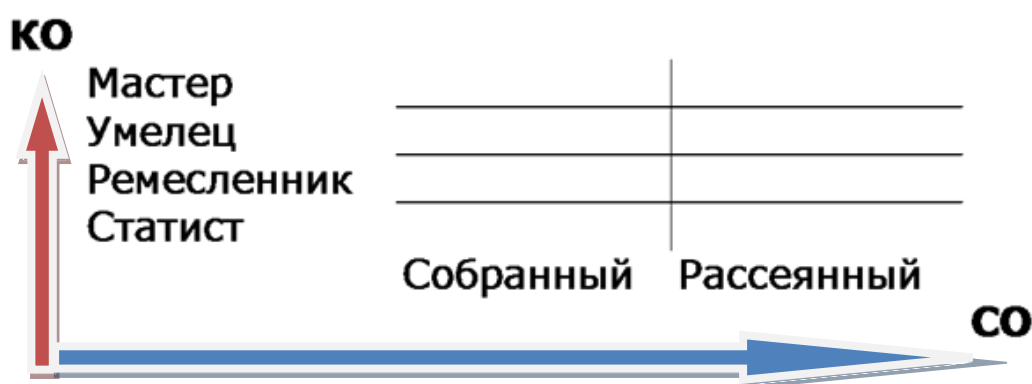 КО
Мастер
Умелец
Ремесленник
Статист
Собранный Рассеянный
СО